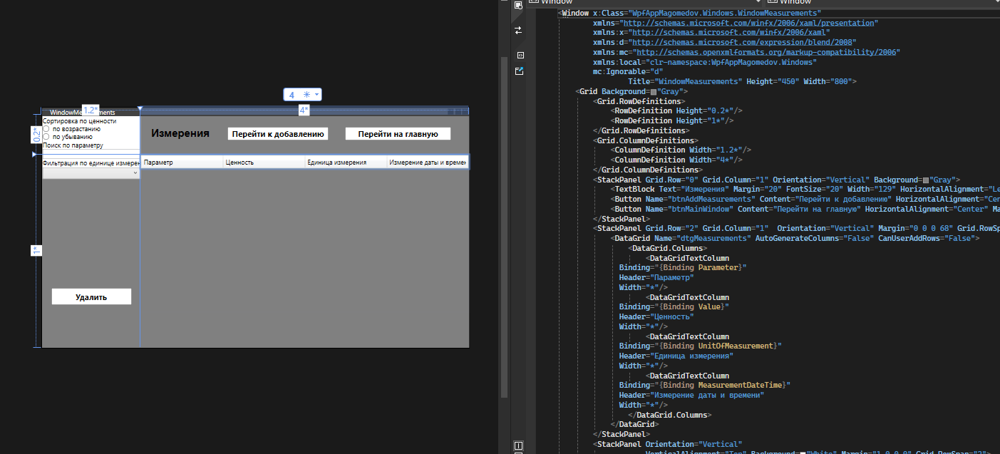 Window
Window
4
1.2*
4*
WindowMe
ments
0.2*
1*
Сортировка по ценности
по возрастанию
по убыванию
Поиск по параметру
Фильтрация по единице измерен
Измерения
Перейти к добавлению
Перейти на главную
Параметр
Ценность
Единица измерения
Измерение даты и времен
Удалить
<Window x:Class="WpfAppMagomedov.Windows.WindowMeasurements"
xmlns="http://schemas.microsoft.com/winfx/2006/xaml/presentation"
xmlns:x="http://schemas.microsoft.com/winfx/2006/xaml"
xmlns:d="http://schemas.microsoft.com/expression/blend/2008"
xmlns:mc="http://schemas.openxmlformats.org/markup-compatibility/2006"
xmlns:local="clr-namespace:WpfAppMagomedov.Windows"
mc:Ignorable="d"
Title="WindowMeasurements" Height="450" Width="800">
<Grid Background="Gray">
<Grid.RowDefinitions>
<RowDefinition Height="0.2*"/>
<RowDefinition Height="1*"/>
</Grid.RowDefinitions>
<Grid.ColumnDefinitions>
<ColumnDefinition Width="1.2*"/>
<ColumnDefinition Width="4*"/>
</Grid.ColumnDefinitions>
<StackPanel Grid.Row="0" Grid.Column="1" Orientation="Vertical" Background="Gray">
<TextBlock Text="Измерения" Margin="20" FontSize="20" Width="129" HorizontalAlignment="Le
<Button Name="btnAddMeasurements" Content="Перейти к добавлению" HorizontalAlignment="Cen
<Button Name="btnMainWindow" Content="Перейти на главную" HorizontalAlignment="Center" Ma
</StackPanel>
<StackPanel Grid.Row="2" Grid.Column="1"  Orientation="Vertical" Margin="0 0 0 68" Grid.RowSp
<DataGrid Name="dtgMeasurements" AutoGenerateColumns="False" CanUserAddRows="False">
<DataGrid.Columns>
<DataGridTextColumn
Binding="{Binding Parameter}"
Header="Параметр"
Width="*"/>
<DataGridTextColumn
Binding="{Binding Value}"
Header="Ценность"
Width="*"/>
<DataGridTextColumn
Binding="{Binding UnitOfMeasurement}"
Header="Единица измерения"
Width="*"/>
<DataGridTextColumn
Binding="{Binding MeasurementDateTime}"
Header="Измерение даты и времени"
Width="*"/>
</DataGrid.Columns>
</DataGrid>
</StackPanel>
<StackPanel Orientation="Vertical"
VerticalAlignment="Top" Background="White" Margin="1,0,0,0" Grid.RowSpan="2">